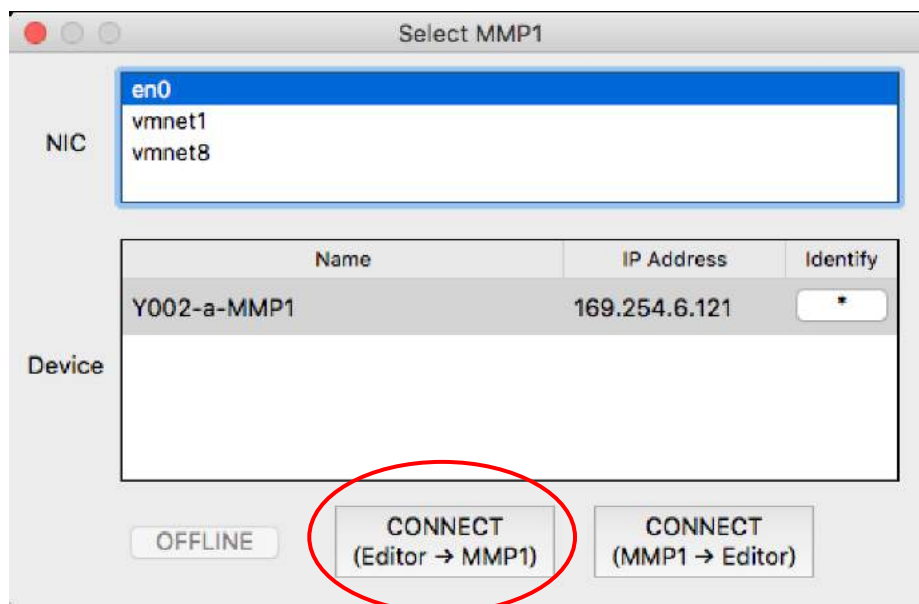 Select MMP1
NIC
en0
vmnet1
vmnet8
Name IP Address Identify
Device
Y002-a-MMP1 169.254.6.121 *
OFFLINE
CONNECT
(Editor → MMP1)
CONNECT
(MMP1 → Editor)